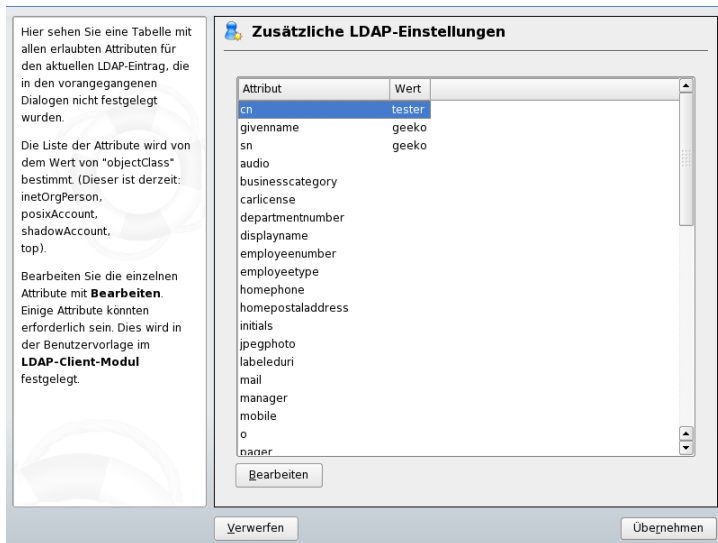 Hier sehen Sie eine Tabelle mit
allen erlaubten Attributen für
den aktuellen LDAP-Eintrag, die
in den vorangegangenen
Dialogen nicht festgelegt
wurden.
Die Liste der Attribute wird von
dem Wert von "objectClass"
bestimmt. (Dieser ist derzeit:
inetOrgPerson,
posixAccount,
shadowAccount,
top).
Bearbeiten Sie die einzelnen
Attribute mit Bearbeiten.
Einige Attribute könnten
erforderlich sein. Dies wird in
der Benutzervorlage im
LDAP-Client-Modul
festgelegt.
Zusätzliche LDAP-Einstellungen
Attribut Wert
cn tester
givenname geeko
sn geeko
audio
businesscategory
carlicense
departmentnumber
displayname
employeenumber
employeetype
homephone
homepostaladdress
initials
jpegphoto
labeleduri
mail
manager
mobile
o
pager
Bearbeiten
Verwerfen Übernehmen